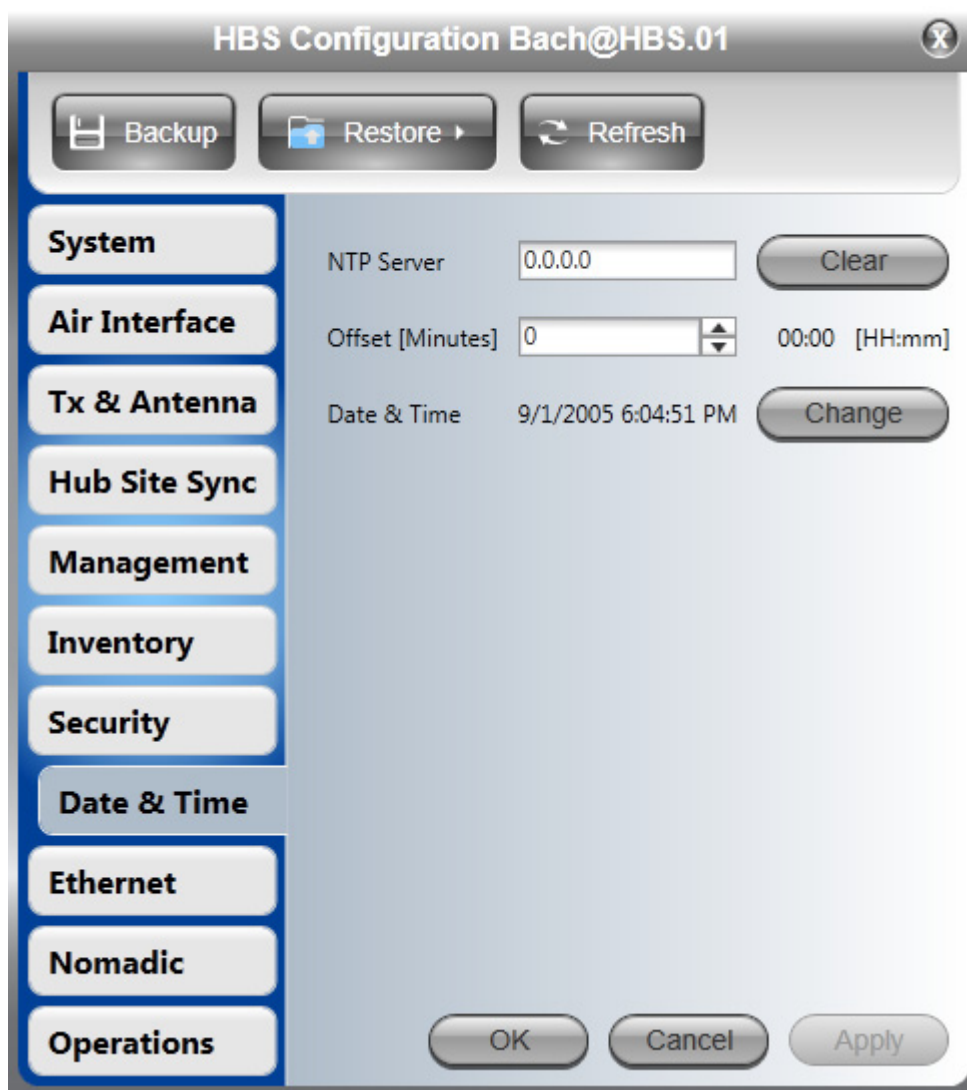 HBS Configuration Bach@HBS.01
X
Backup
Restore
Refresh
System
Air Interface
Tx & Antenna
Hub Site Sync
Management
Inventory
Security
Date & Time
Ethernet
Nomadic
Operations
NTP Server 0.0.0.0 Clear
Offset [Minutes] 0 00:00 [HH:mm]
Date & Time 9/1/2005 6:04:51 PM Change
OK Cancel Apply